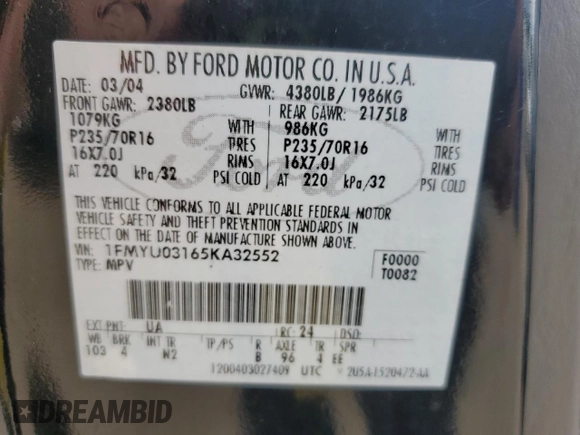 MFD. BY FORD MOTOR CO. IN U.S.A.
DATE: 03/04 GVWR: 4380LB/ 1986KG
FRONT GAWR: 2380LB REAR GAWR: 2175LB
1079KG WITH 986KG WITH
P235/70R16 TIRES P235/70R16 TIRES
16X7.0J RIMS 16X7.0J RIMS
AT 220 kPa/32 PSI COLD AT 220 kPa/32 PSI COLD
THIS VEHICLE CONFORMS TO ALL APPLICABLE FEDERAL MOTOR
VEHICLE SAFETY AND THEFT PREVENTION STANDARDS IN
EFFECT ON THE DATE OF MANUFACTURE SHOWN ABOVE.
VIN: 1FMYU03165KA32552 F0000
TYPE: MPV T0082
EXT PNT: UA RC: 24 DSO:
WB BRK INT TR TP/PS R AXLE TR SPR
103 4 N2 B 96 4 EE
1200403027409 UTC
Ford
DREAMBID